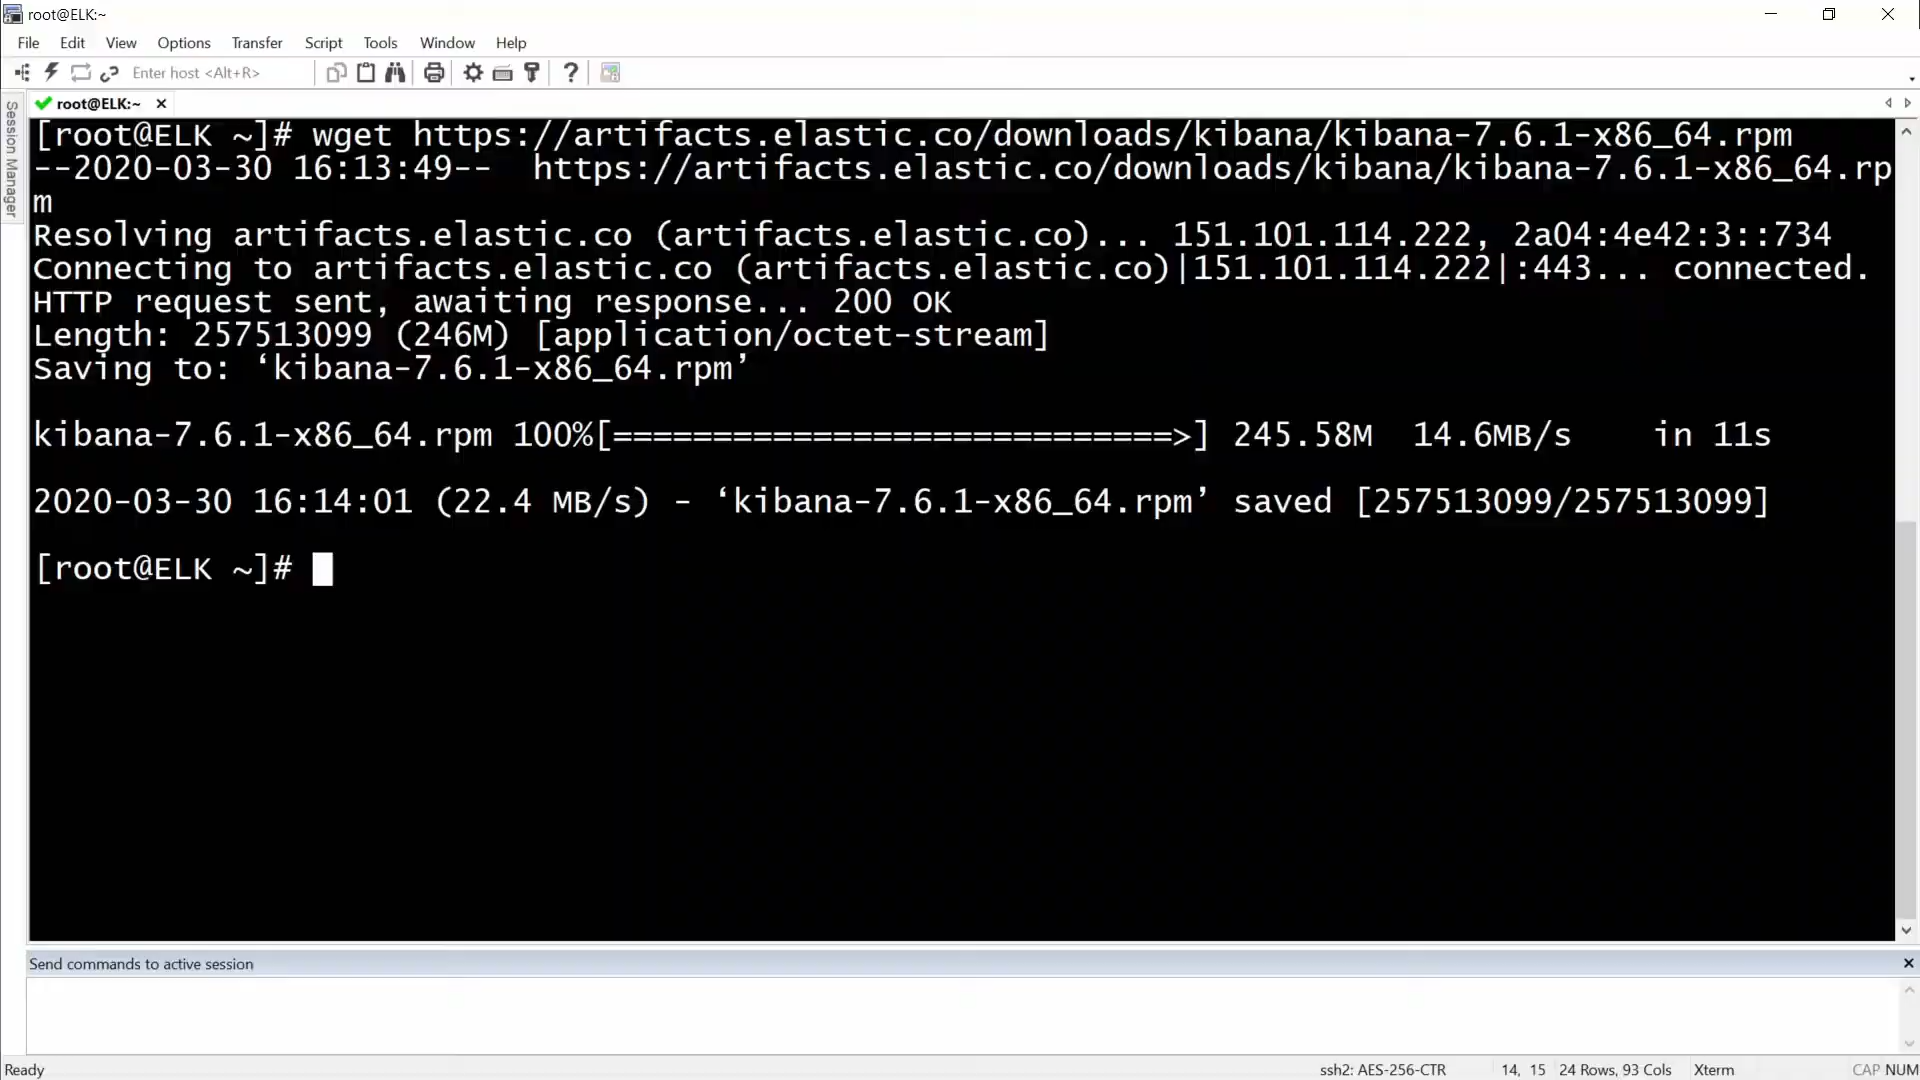 root@ELK:~
File Edit View Options Transfer Script Tools Window Help
Enter host <Alt+R>
Session Manager
root@ELK:~
[root@ELK ~]# wget https://artifacts.elastic.co/downloads/kibana/kibana-7.6.1-x86_64.rpm
--2020-03-30 16:13:49--  https://artifacts.elastic.co/downloads/kibana/kibana-7.6.1-x86_64.rp
m
Resolving artifacts.elastic.co (artifacts.elastic.co)... 151.101.114.222, 2a04:4e42:3::734
Connecting to artifacts.elastic.co (artifacts.elastic.co)|151.101.114.222|:443... connected.
HTTP request sent, awaiting response... 200 OK
Length: 257513099 (246M) [application/octet-stream]
Saving to: ‘kibana-7.6.1-x86_64.rpm’
kibana-7.6.1-x86_64.rpm 100%[============================>] 245.58M  14.6MB/s    in 11s
2020-03-30 16:14:01 (22.4 MB/s) - ‘kibana-7.6.1-x86_64.rpm’ saved [257513099/257513099]
[root@ELK ~]#
Send commands to active session
Ready ssh2: AES-256-CTR 14, 15 24 Rows, 93 Cols Xterm CAP NUM